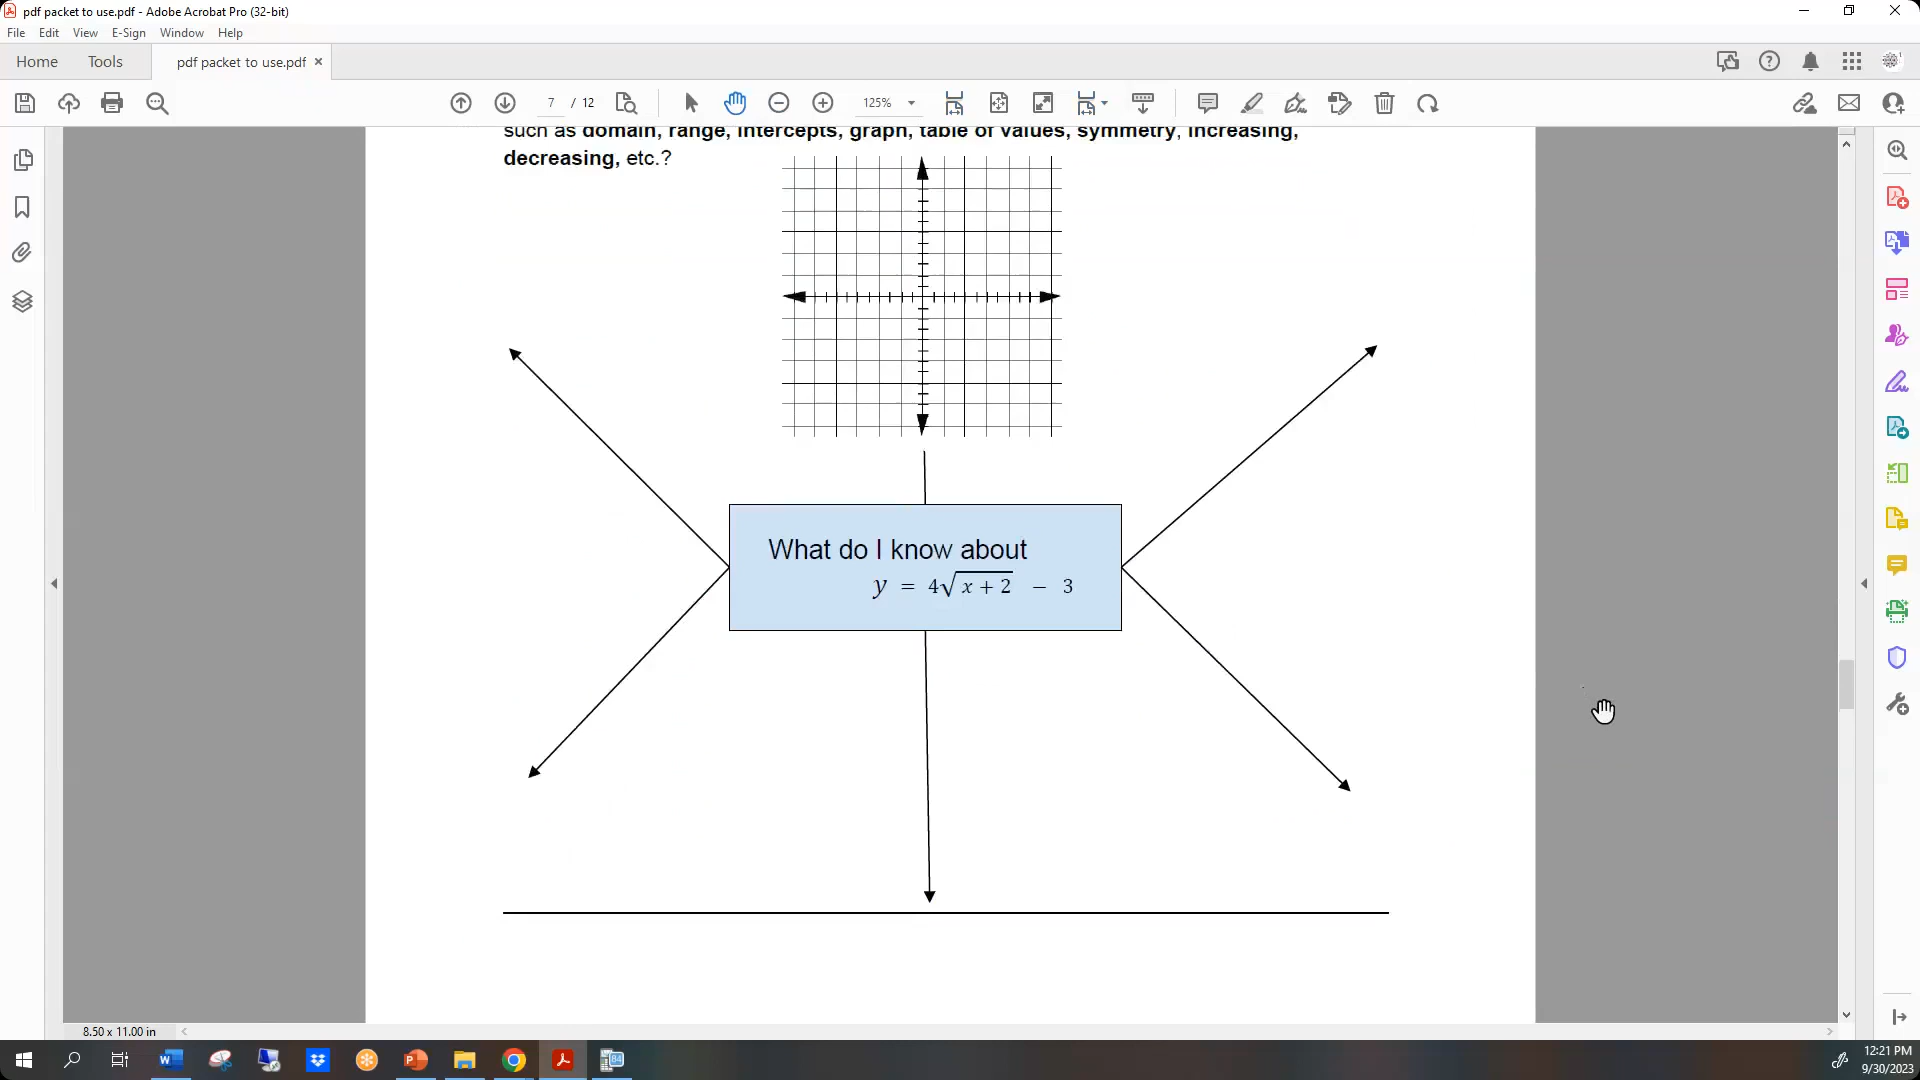 pdf packet to use.pdf - Adobe Acrobat Pro (32-bit)
File Edit View E-Sign Window Help
Home Tools pdf packet to use.pdf ×
7 / 12 125%
such as domain, range, intercepts, graph, table of values, symmetry, increasing,
decreasing, etc.?
What do I know about
y = 4√x + 2 − 3
8.50 x 11.00 in
12:21 PM
9/30/2023